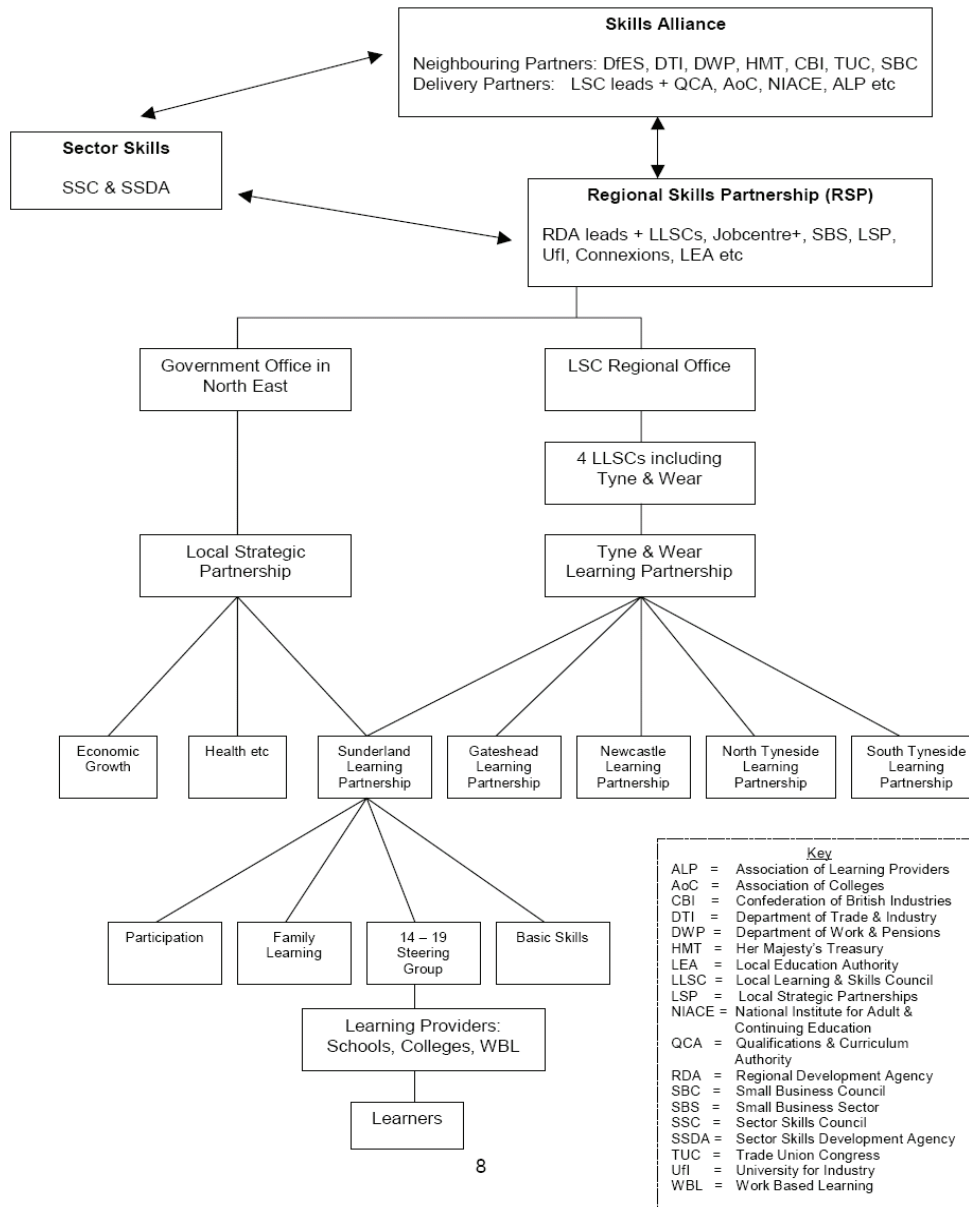 Skills Alliance
Neighbouring Partners: DfES, DTI, DWP, HMT, CBI, TUC, SBC
Delivery Partners: LSC leads + QCA, AoC, NIACE, ALP etc
Sector Skills
SSC & SSDA
Regional Skills Partnership (RSP)
RDA leads + LLSCs, Jobcentre+, SBS, LSP,
UfI, Connexions, LEA etc
Government Office in
North East
LSC Regional Office
4 LLSCs including
Tyne & Wear
Local Strategic
Partnership
Tyne & Wear
Learning Partnership
Economic
Growth
Health etc
Sunderland
Learning
Partnership
Gateshead
Learning
Partnership
Newcastle
Learning
Partnership
North Tyneside
Learning
Partnership
South Tyneside
Learning
Partnership
Participation
Family
Learning
14 – 19
Steering
Group
Basic Skills
Learning Providers:
Schools, Colleges, WBL
Learners
Key
ALP = Association of Learning Providers
AoC = Association of Colleges
CBI = Confederation of British Industries
DTI = Department of Trade & Industry
DWP = Department of Work & Pensions
HMT = Her Majesty's Treasury
LEA = Local Education Authority
LLSC = Local Learning & Skills Council
LSP = Local Strategic Partnerships
NIACE = National Institute for Adult &
Continuing Education
QCA = Qualifications & Curriculum
Authority
RDA = Regional Development Agency
SBC = Small Business Council
SBS = Small Business Sector
SSC = Sector Skills Council
SSDA = Sector Skills Development Agency
TUC = Trade Union Congress
UfI = University for Industry
WBL = Work Based Learning
8